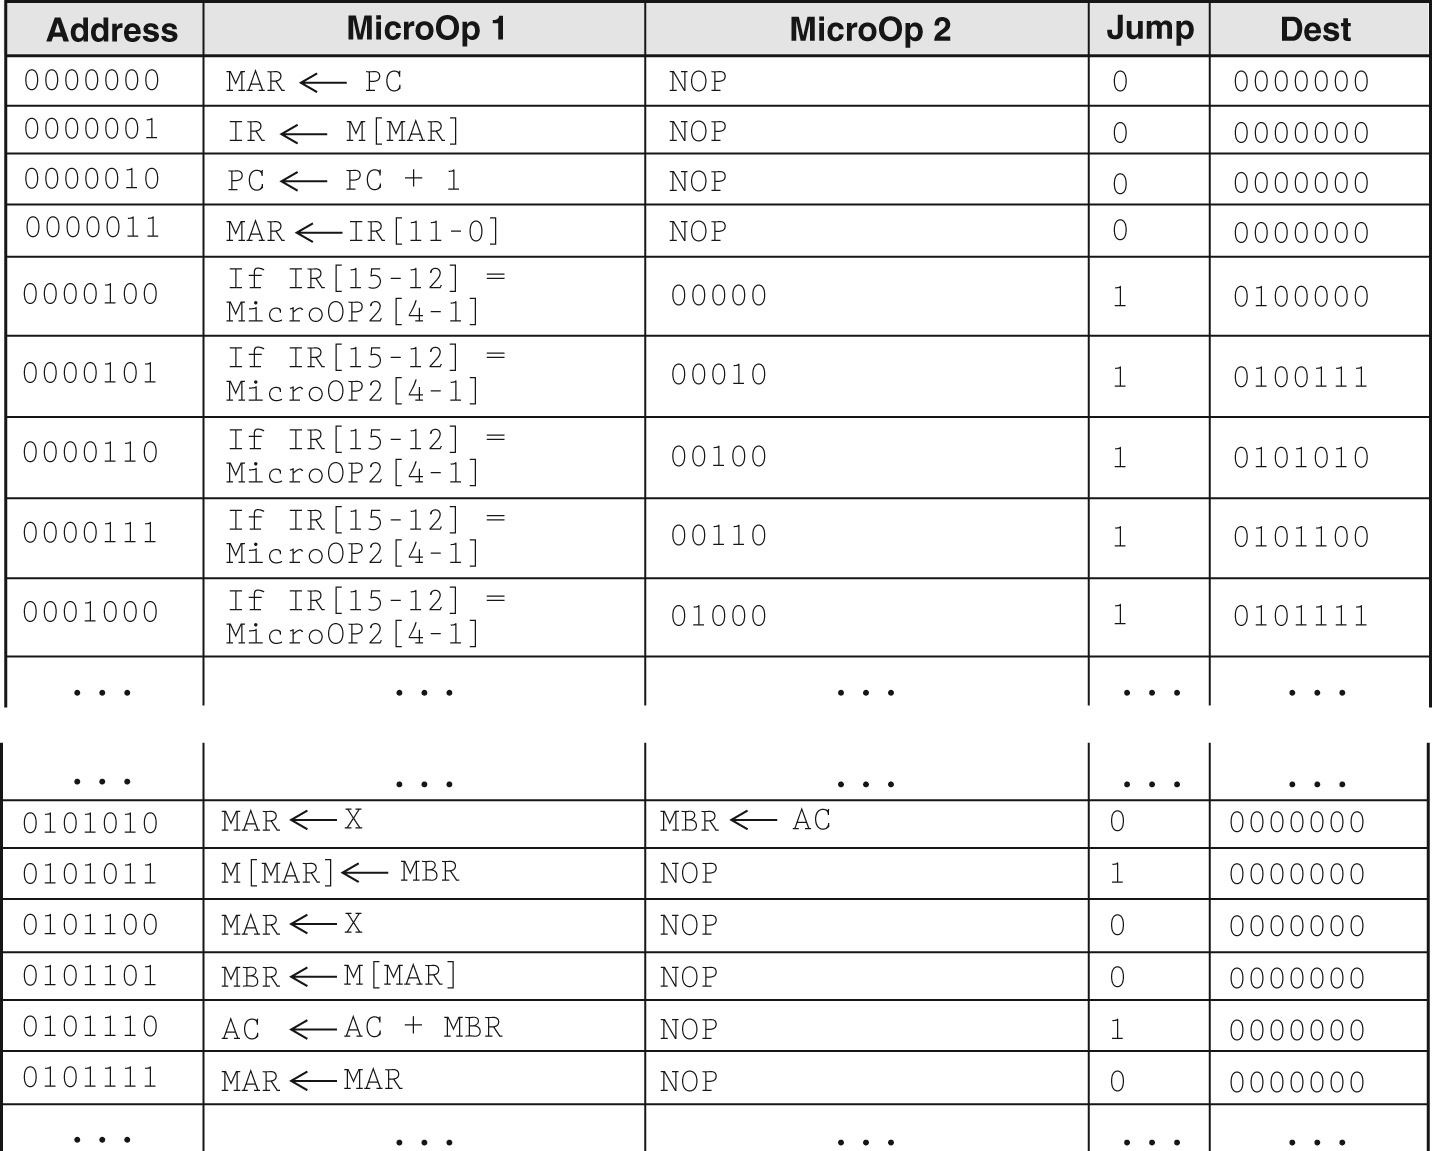 Address MicroOp 1 MicroOp 2 Jump Dest
0000000 MAR ← PC NOP 0 0000000
0000001 IR ← M[MAR] NOP 0 0000000
0000010 PC ← PC + 1 NOP 0 0000000
0000011 MAR ← IR[11-0] NOP 0 0000000
0000100 If IR[15-12] =
MicroOP2[4-1] 00000 1 0100000
0000101 If IR[15-12] =
MicroOP2[4-1] 00010 1 0100111
0000110 If IR[15-12] =
MicroOP2[4-1] 00100 1 0101010
0000111 If IR[15-12] =
MicroOP2[4-1] 00110 1 0101100
0001000 If IR[15-12] =
MicroOP2[4-1] 01000 1 0101111
... ... ... ... ...
... ... ... ... ...
0101010 MAR ← X MBR ← AC 0 0000000
0101011 M[MAR] ← MBR NOP 1 0000000
0101100 MAR ← X NOP 0 0000000
0101101 MBR ← M[MAR] NOP 0 0000000
0101110 AC ← AC + MBR NOP 1 0000000
0101111 MAR ← MAR NOP 0 0000000
... ... ... ... ...